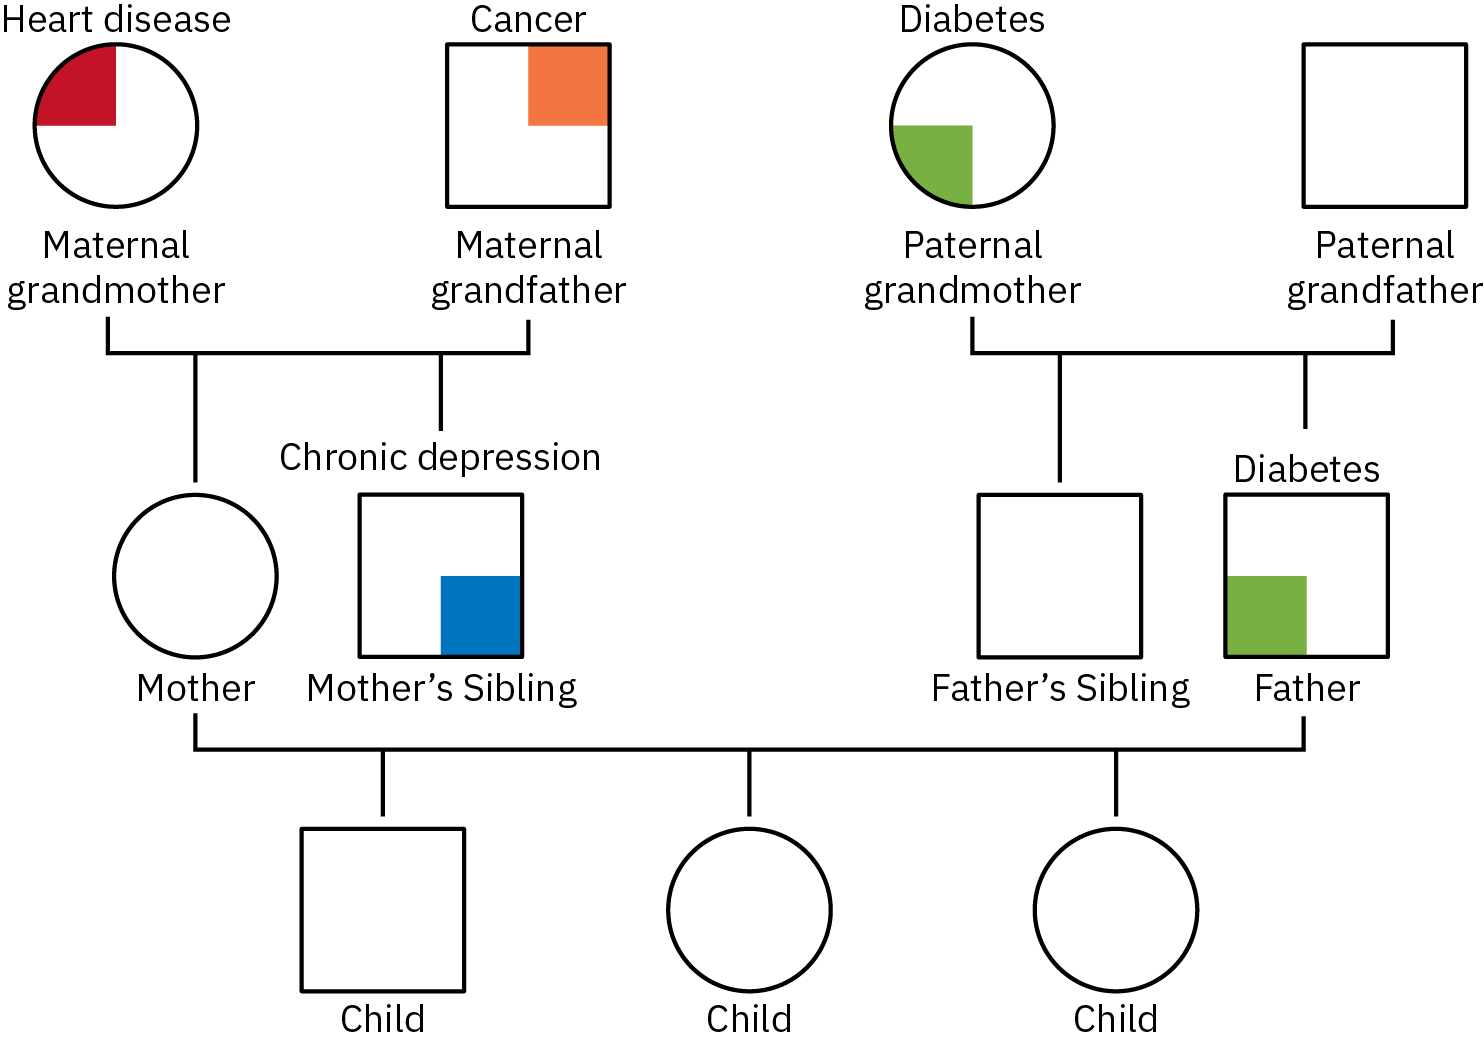 Heart disease
Cancer
Diabetes
Maternal
grandmother
Maternal
grandfather
Paternal
grandmother
Paternal
grandfather
Chronic depression
Diabetes
Mother
Mother’s Sibling
Father’s Sibling
Father
Child
Child
Child